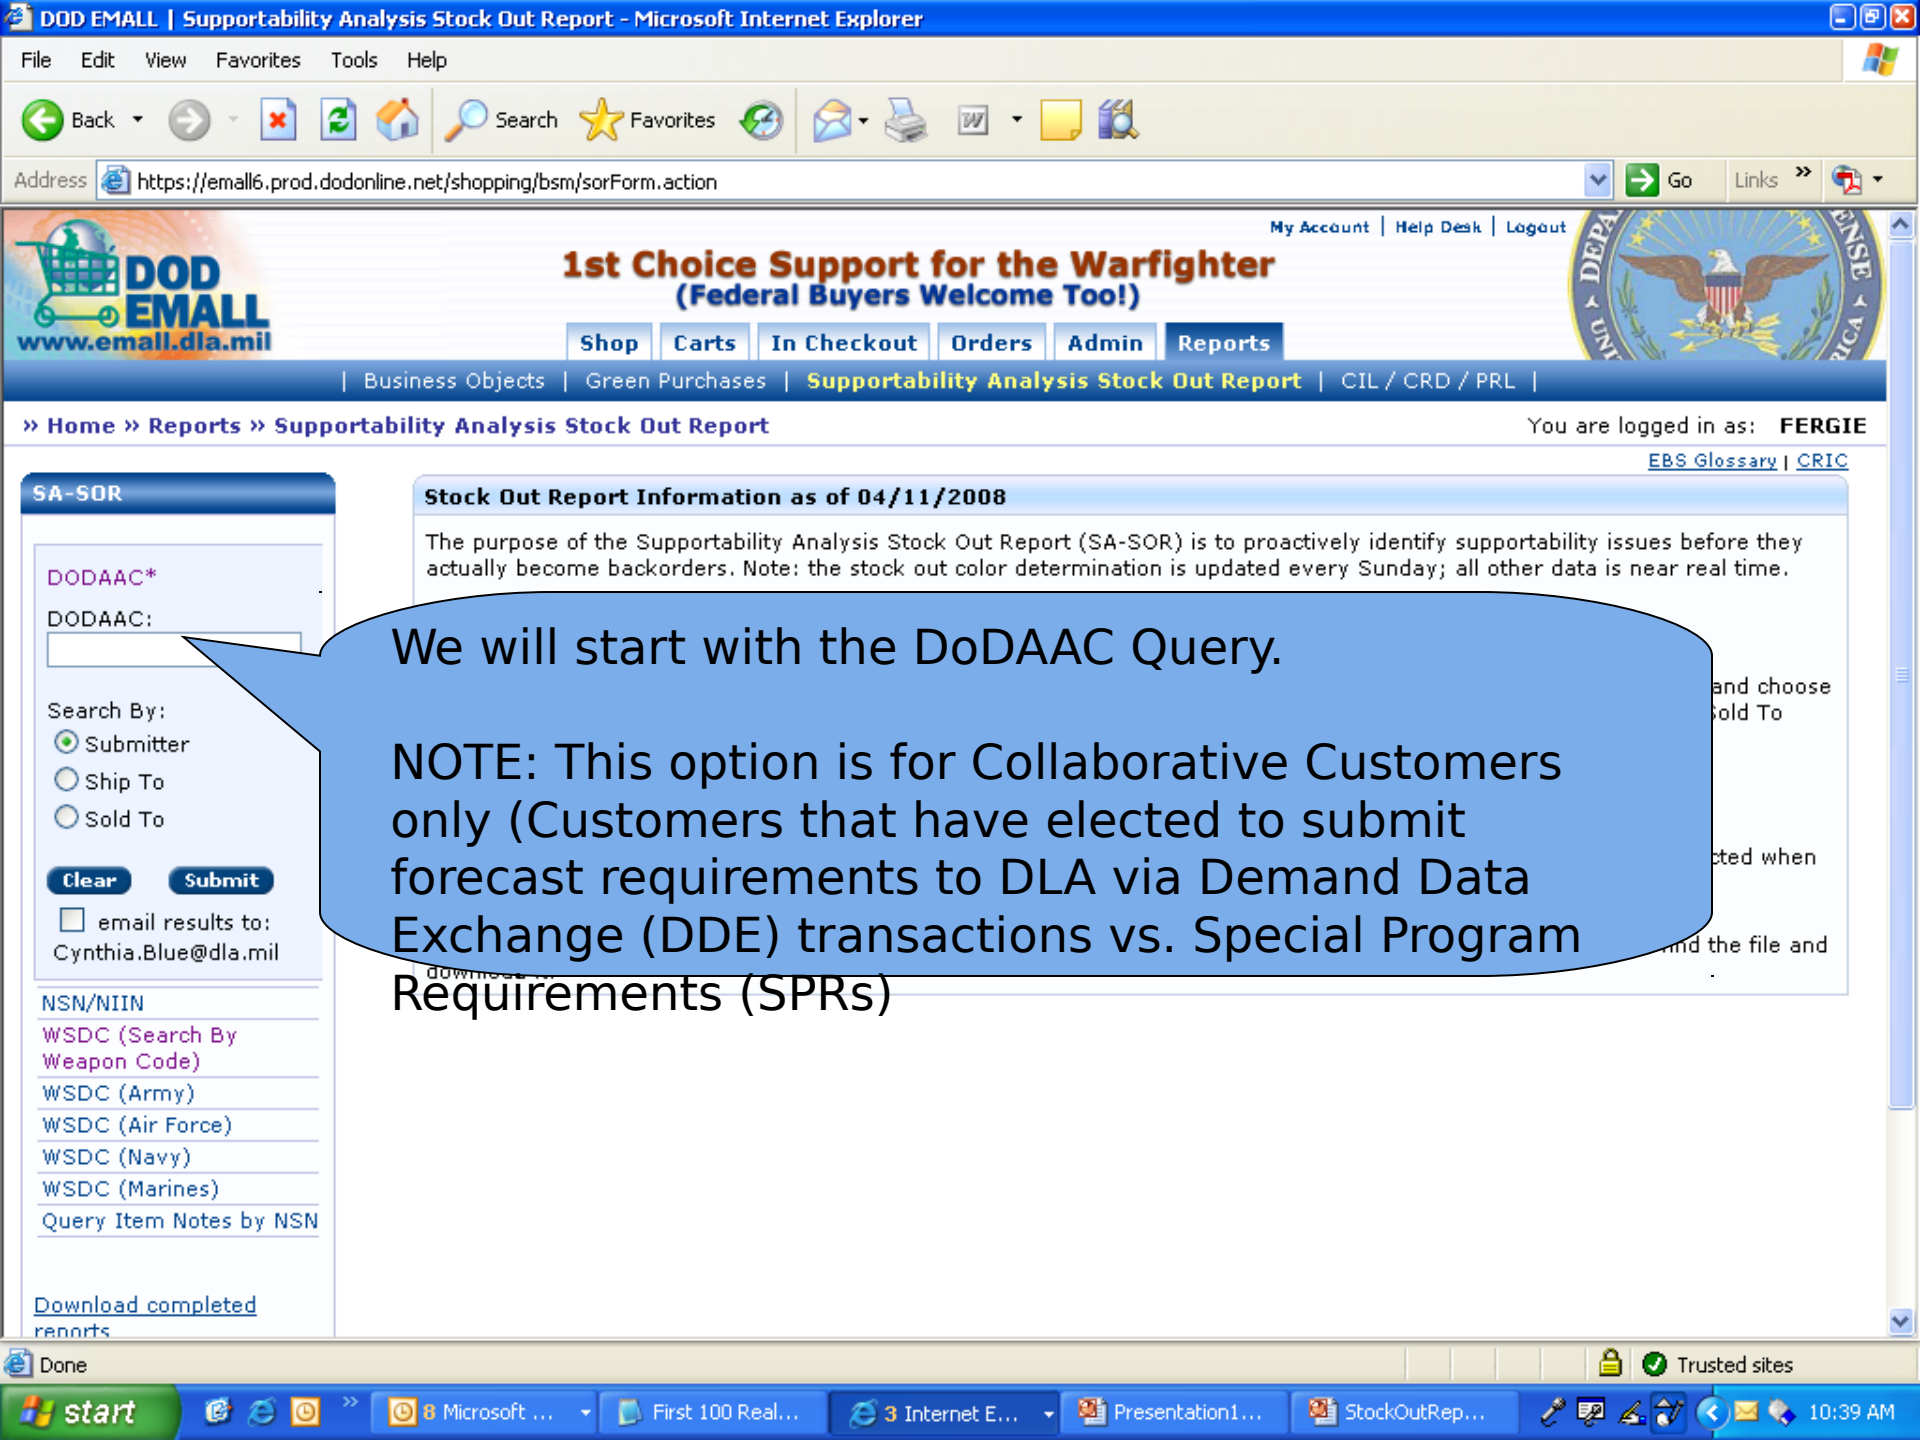 DOD EMALL | Supportability Analysis Stock Out Report - Microsoft Internet Explorer
File Edit View Favorites Tools Help
Back Search Favorites
Address https://emall6.prod.dodonline.net/shopping/bsm/sorForm.action Go Links »
My Account | Help Desk | Logout
DOD
EMALL
www.emall.dla.mil
1st Choice Support for the Warfighter
(Federal Buyers Welcome Too!)
Shop Carts In Checkout Orders Admin Reports
| Business Objects | Green Purchases | Supportability Analysis Stock Out Report | CIL / CRD / PRL |
» Home » Reports » Supportability Analysis Stock Out Report
You are logged in as: FERGIE
EBS Glossary | CRIC
SA-SOR
DODAAC*
DODAAC:
Search By:
Submitter
Ship To
Sold To
Clear Submit
email results to:
Cynthia.Blue@dla.mil
NSN/NIIN
WSDC (Search By
Weapon Code)
WSDC (Army)
WSDC (Air Force)
WSDC (Navy)
WSDC (Marines)
Query Item Notes by NSN
Download completed
reports
Stock Out Report Information as of 04/11/2008
The purpose of the Supportability Analysis Stock Out Report (SA-SOR) is to proactively identify supportability issues before they
actually become backorders. Note: the stock out color determination is updated every Sunday; all other data is near real time.
We will start with the DoDAAC Query.
NOTE: This option is for Collaborative Customers
only (Customers that have elected to submit
forecast requirements to DLA via Demand Data
Exchange (DDE) transactions vs. Special Program
Requirements (SPRs)
and choose
Sold To
when
the file and
Done Trusted sites
start » 8 Microsoft ... First 100 Real... 3 Internet E... Presentation1... StockOutRep... 10:39 AM